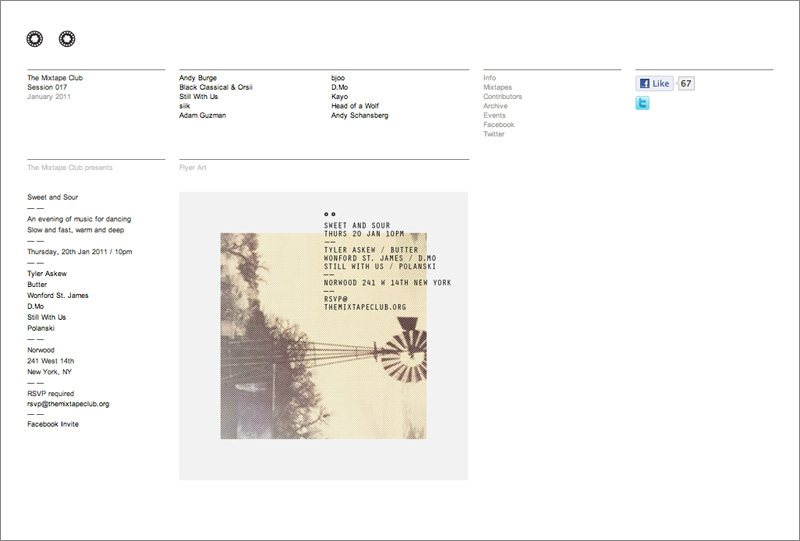 The Mixtape Club
Session 017
January 2011
Andy Burge
Black Classical & Orsii
Still With Us
siik
Adam Guzman
bjoo
D.Mo
Kayo
Head of a Wolf
Andy Schansberg
Info
Mixtapes
Contributors
Archive
Events
Facebook
Twitter
Like 67
The Mixtape Club presents
Sweet and Sour
— —
An evening of music for dancing
Slow and fast, warm and deep
— —
Thursday, 20th Jan 2011 / 10pm
— —
Tyler Askew
Butter
Wonford St. James
D.Mo
Still With Us
Polanski
— —
Norwood
241 West 14th
New York, NY
— —
RSVP required
rsvp@themixtapeclub.org
— —
Facebook Invite
Flyer Art
SWEET AND SOUR
THURS 20 JAN 10PM
——
TYLER ASKEW / BUTTER
WONFORD ST. JAMES / D.MO
STILL WITH US / POLANSKI
——
NORWOOD 241 W 14TH NEW YORK
——
RSVP@
THEMIXTAPECLUB.ORG